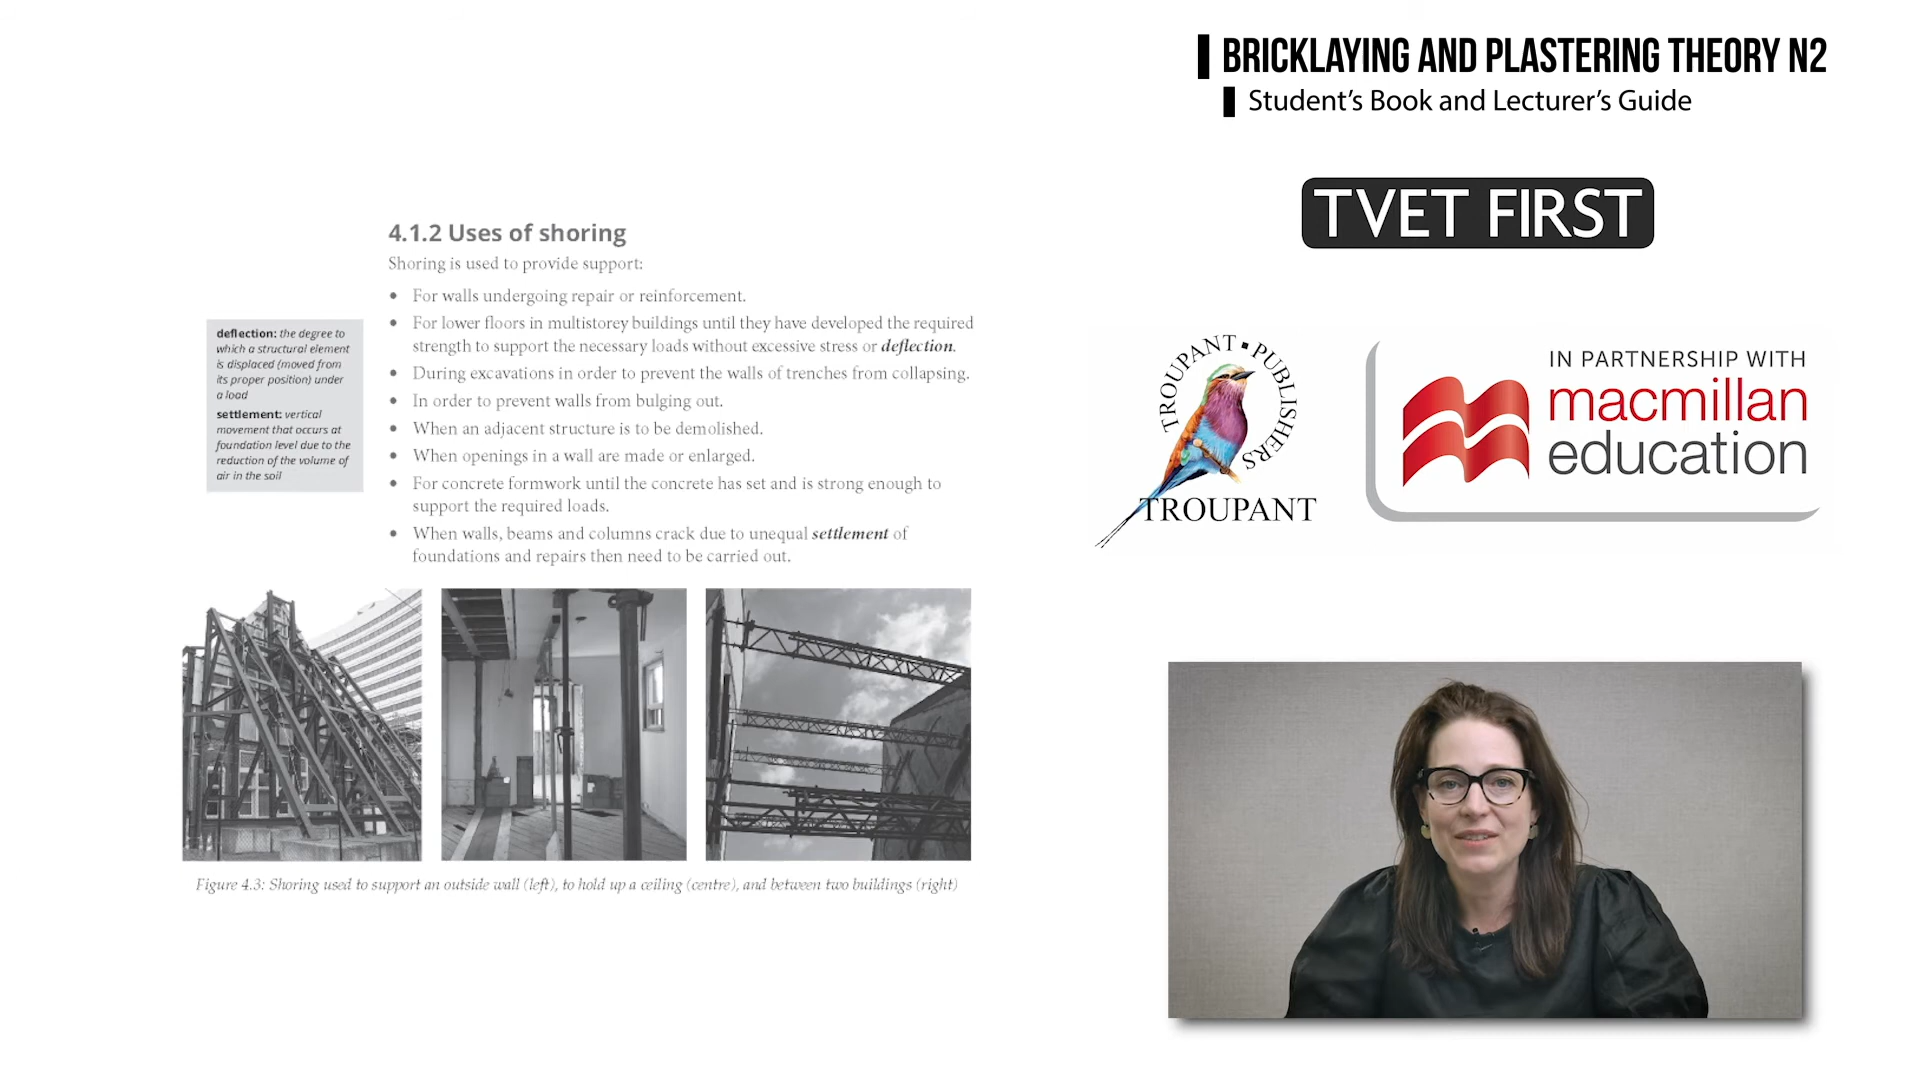 BRICKLAYING AND PLASTERING THEORY N2
Student's Book and Lecturer's Guide
TVET FIRST
TROUPANT PUBLISHERS
TROUPANT
IN PARTNERSHIP WITH
macmillan
education
4.1.2 Uses of shoring
Shoring is used to provide support:
• For walls undergoing repair or reinforcement.
• For lower floors in multistorey buildings until they have developed the required
strength to support the necessary loads without excessive stress or deflection.
• During excavations in order to prevent the walls of trenches from collapsing.
• In order to prevent walls from bulging out.
• When an adjacent structure is to be demolished.
• When openings in a wall are made or enlarged.
• For concrete formwork until the concrete has set and is strong enough to
support the required loads.
• When walls, beams and columns crack due to unequal settlement of
foundations and repairs then need to be carried out.
deflection: the degree to
which a structural element
is displaced (moved from
its proper position) under
a load
settlement: vertical
movement that occurs at
foundation level due to the
reduction of the volume of
air in the soil
Figure 4.3: Shoring used to support an outside wall (left), to hold up a ceiling (centre), and between two buildings (right)